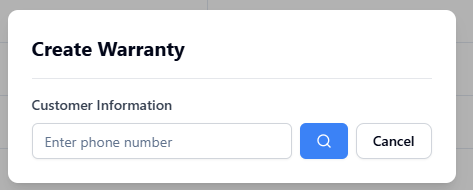 Create Warranty
Customer Information
Enter phone number
Cancel